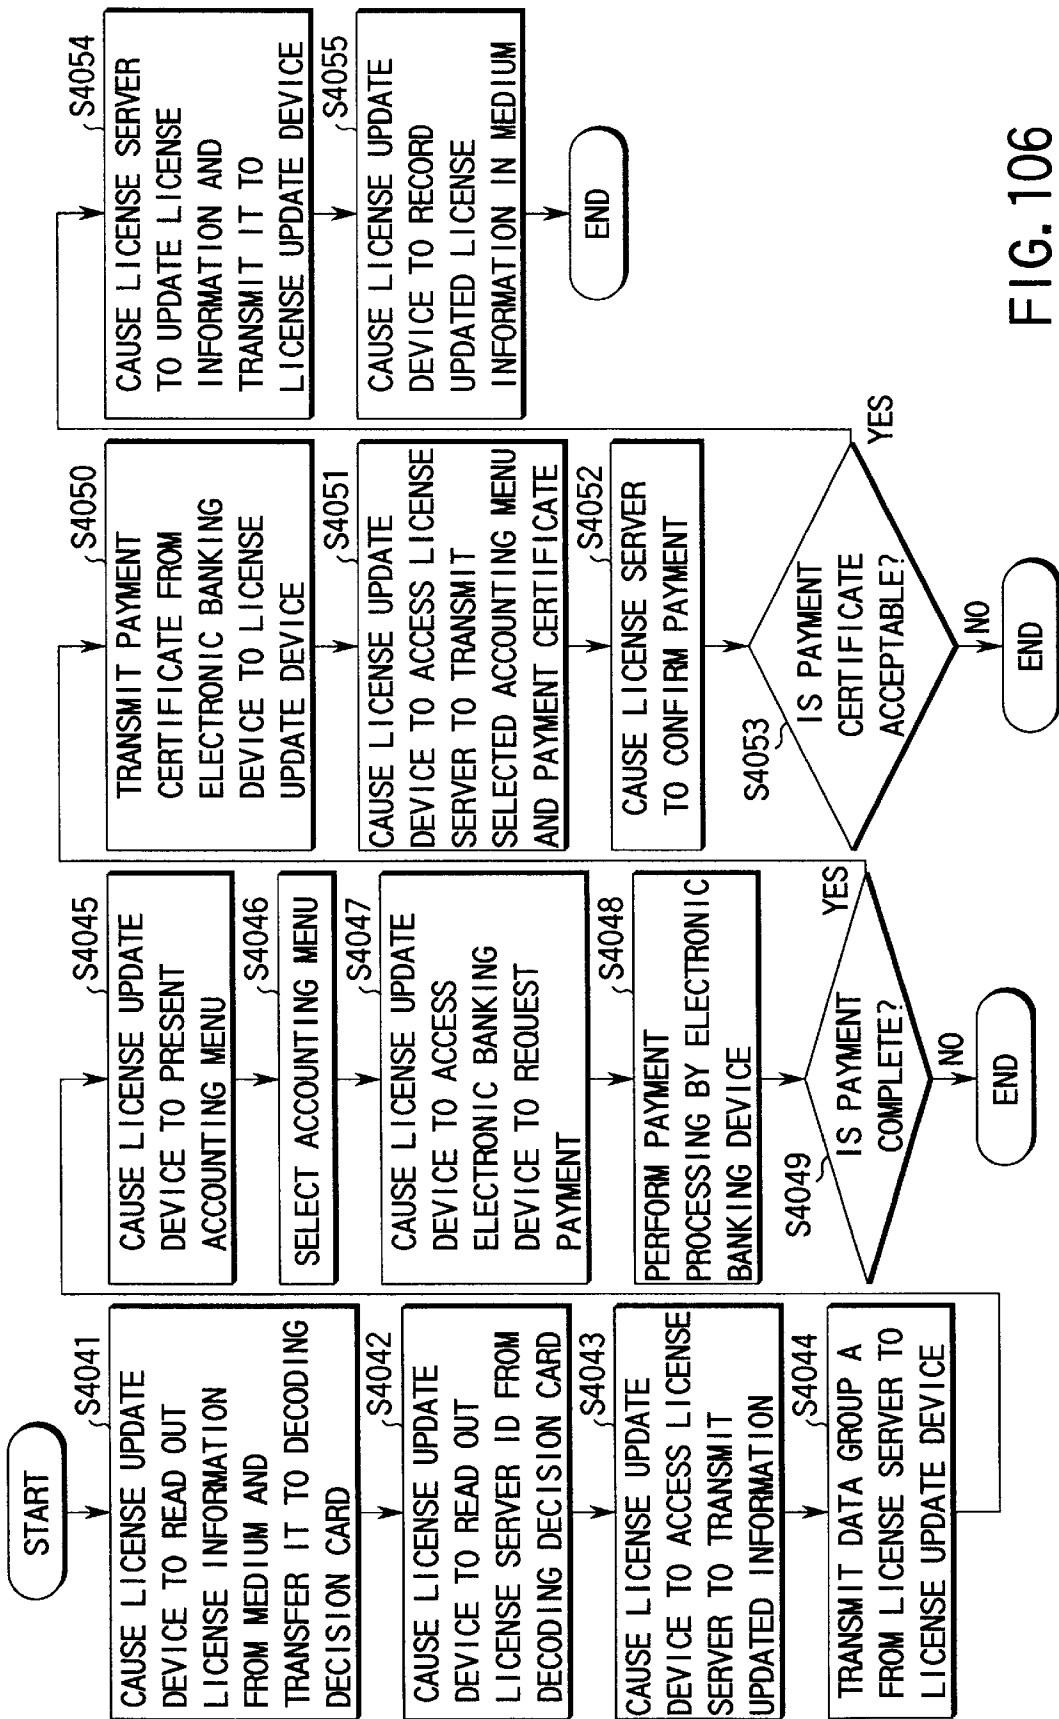 START
S4041
CAUSE LICENSE UPDATE
DEVICE TO READ OUT
LICENSE INFORMATION
FROM MEDIUM AND
TRANSFER IT TO DECODING
DECISION CARD
S4042
CAUSE LICENSE UPDATE
DEVICE TO READ OUT
LICENSE SERVER ID FROM
DECODING DECISION CARD
S4043
CAUSE LICENSE UPDATE
DEVICE TO ACCESS LICENSE
SERVER TO TRANSMIT
UPDATED INFORMATION
S4044
TRANSMIT DATA GROUP A
FROM LICENSE SERVER TO
LICENSE UPDATE DEVICE
S4045
CAUSE LICENSE UPDATE
DEVICE TO PRESENT
ACCOUNTING MENU
S4046
SELECT ACCOUNTING MENU
S4047
CAUSE LICENSE UPDATE
DEVICE TO ACCESS
ELECTRONIC BANKING
DEVICE TO REQUEST
PAYMENT
S4048
PERFORM PAYMENT
PROCESSING BY ELECTRONIC
BANKING DEVICE
S4049
IS PAYMENT
COMPLETE?
YES
NO
END
S4050
TRANSMIT PAYMENT
CERTIFICATE FROM
ELECTRONIC BANKING
DEVICE TO LICENSE
UPDATE DEVICE
S4051
CAUSE LICENSE UPDATE
DEVICE TO ACCESS LICENSE
SERVER TO TRANSMIT
SELECTED ACCOUNTING MENU
AND PAYMENT CERTIFICATE
S4052
CAUSE LICENSE SERVER
TO CONFIRM PAYMENT
S4053
IS PAYMENT
CERTIFICATE
ACCEPTABLE?
YES
NO
END
S4054
CAUSE LICENSE SERVER
TO UPDATE LICENSE
INFORMATION AND
TRANSMIT IT TO
LICENSE UPDATE DEVICE
S4055
CAUSE LICENSE UPDATE
DEVICE TO RECORD
UPDATED LICENSE
INFORMATION IN MEDIUM
END
FIG. 106